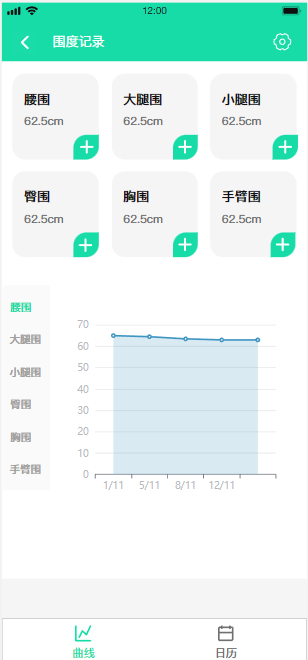 12:00
围度记录
腰围 大腿围 小腿围
62.5cm 62.5cm 62.5cm
臀围 胸围 手臂围
62.5cm 62.5cm 62.5cm
腰围
大腿围
小腿围
臀围
胸围
手臂围
70
60
50
40
30
20
10
0
1/11 5/11 8/11 12/11
曲线 日历